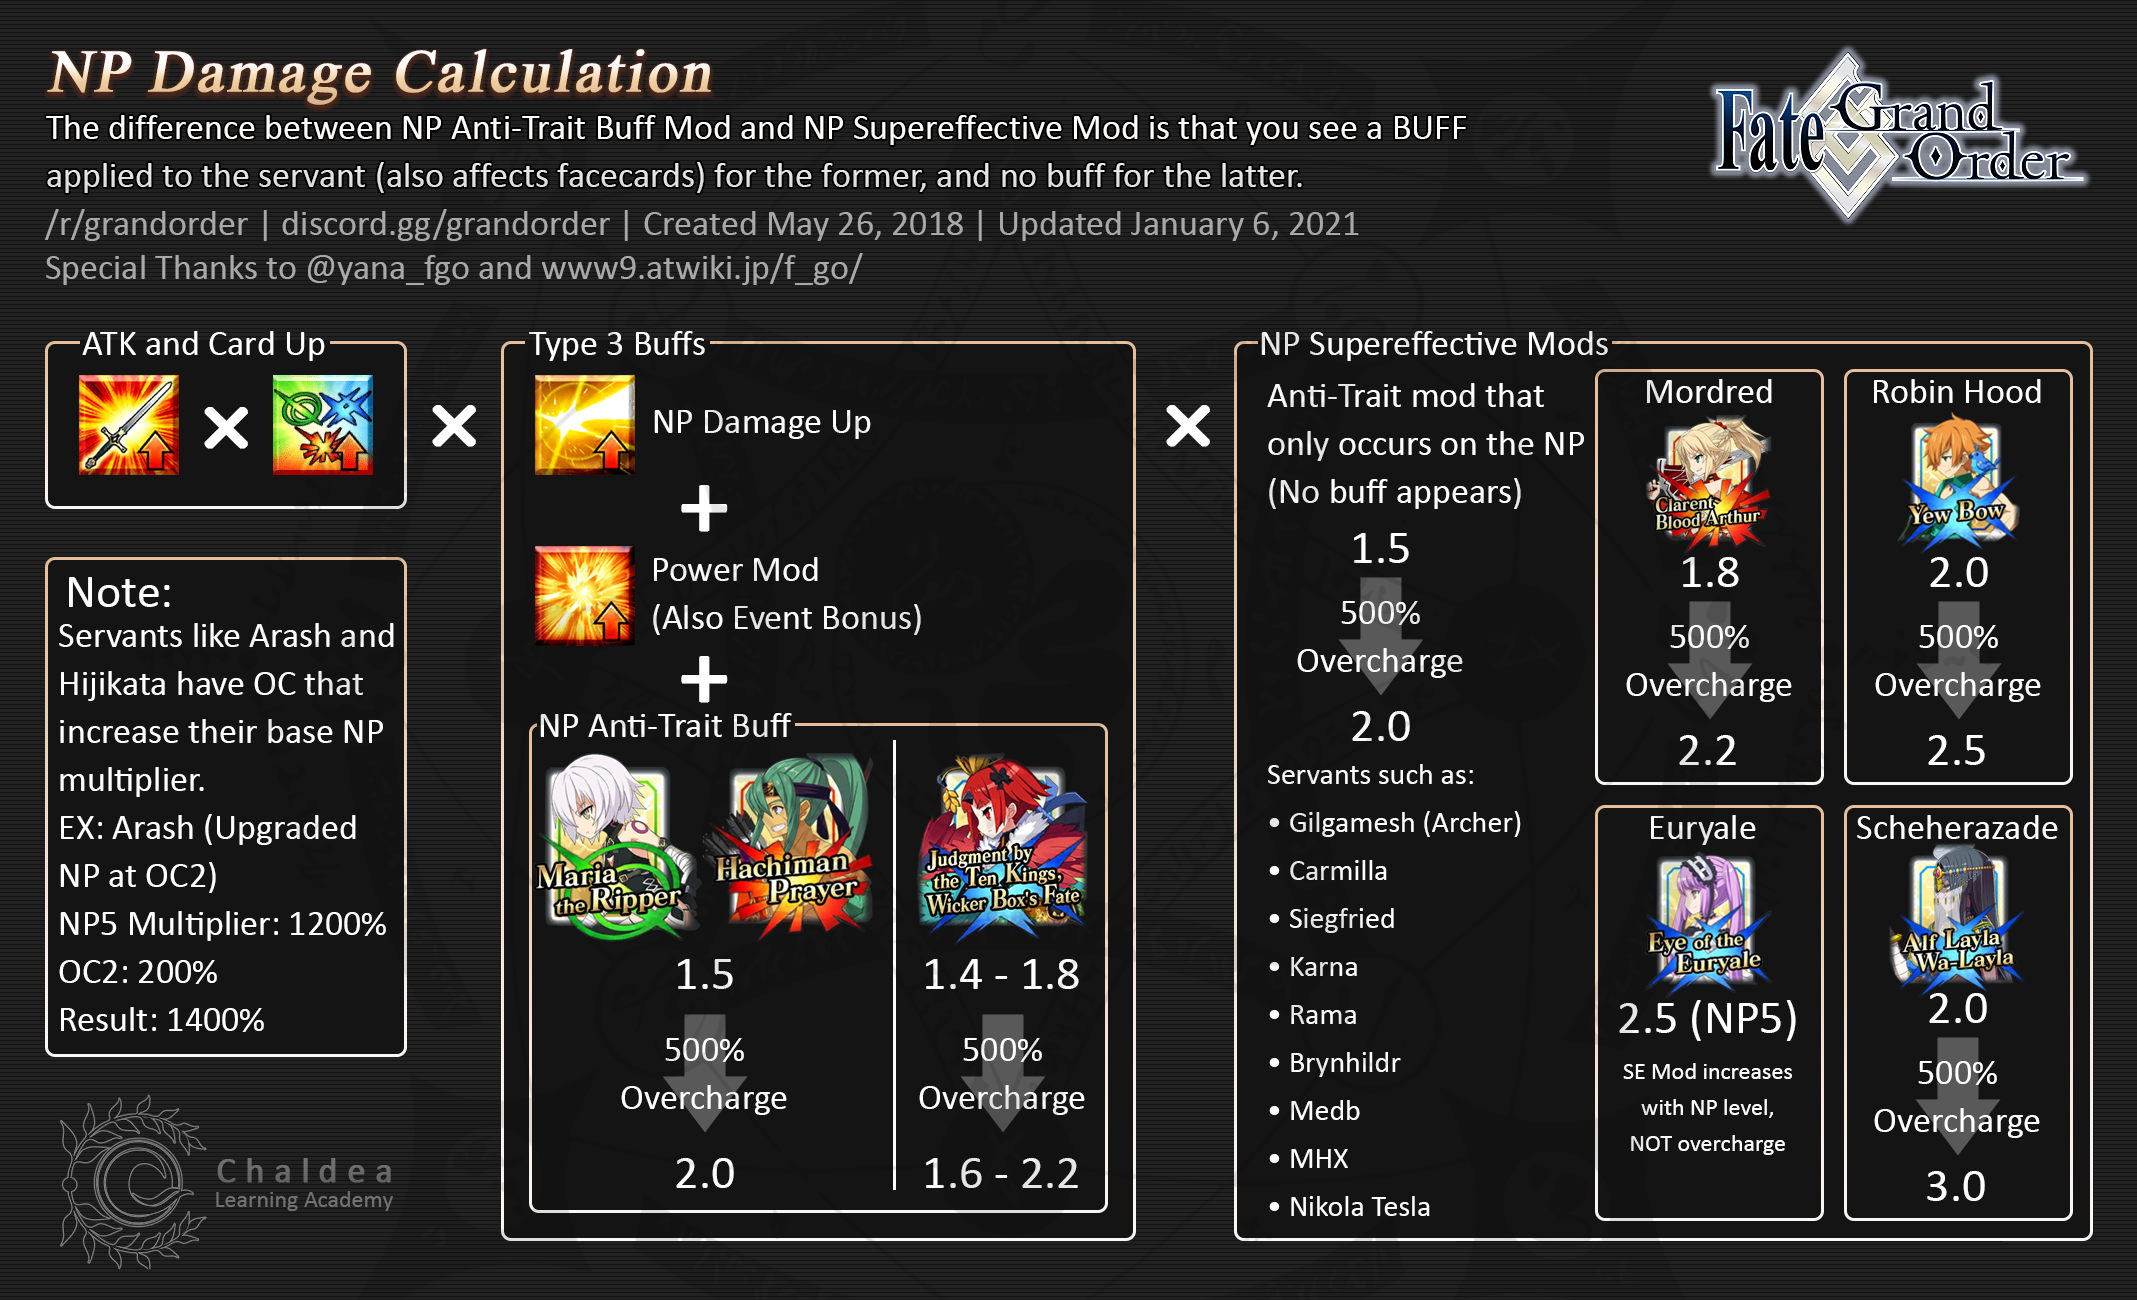 NP Damage Calculation
The difference between NP Anti-Trait Buff Mod and NP Supereffective Mod is that you see a BUFF
applied to the servant (also affects facecards) for the former, and no buff for the latter.
/r/grandorder | discord.gg/grandorder | Created May 26, 2018 | Updated January 6, 2021
Special Thanks to @yana_fgo and www9.atwiki.jp/f_go/
Fate
Grand
Order
ATK and Card Up
Note:
Servants like Arash and
Hijikata have OC that
increase their base NP
multiplier.
EX: Arash (Upgraded
NP at OC2)
NP5 Multiplier: 1200%
OC2: 200%
Result: 1400%
Chaldea
Learning Academy
Type 3 Buffs
NP Damage Up
+
Power Mod
(Also Event Bonus)
+
NP Anti-Trait Buff
Maria
the Ripper
Hachiman
Prayer
1.5
500%
Overcharge
2.0
Judgment by
the Ten Kings,
Wicker Box's Fate
1.4 - 1.8
500%
Overcharge
1.6 - 2.2
NP Supereffective Mods
Anti-Trait mod that
only occurs on the NP
(No buff appears)
1.5
500%
Overcharge
2.0
Servants such as:
• Gilgamesh (Archer)
• Carmilla
• Siegfried
• Karna
• Rama
• Brynhildr
• Medb
• MHX
• Nikola Tesla
Mordred
Clarent
Blood Arthur
1.8
500%
Overcharge
2.2
Robin Hood
Yew Bow
2.0
500%
Overcharge
2.5
Euryale
Eye of the
Euryale
2.5 (NP5)
SE Mod increases
with NP level,
NOT overcharge
Scheherazade
Alf Layla
Wa-Layla
2.0
500%
Overcharge
3.0